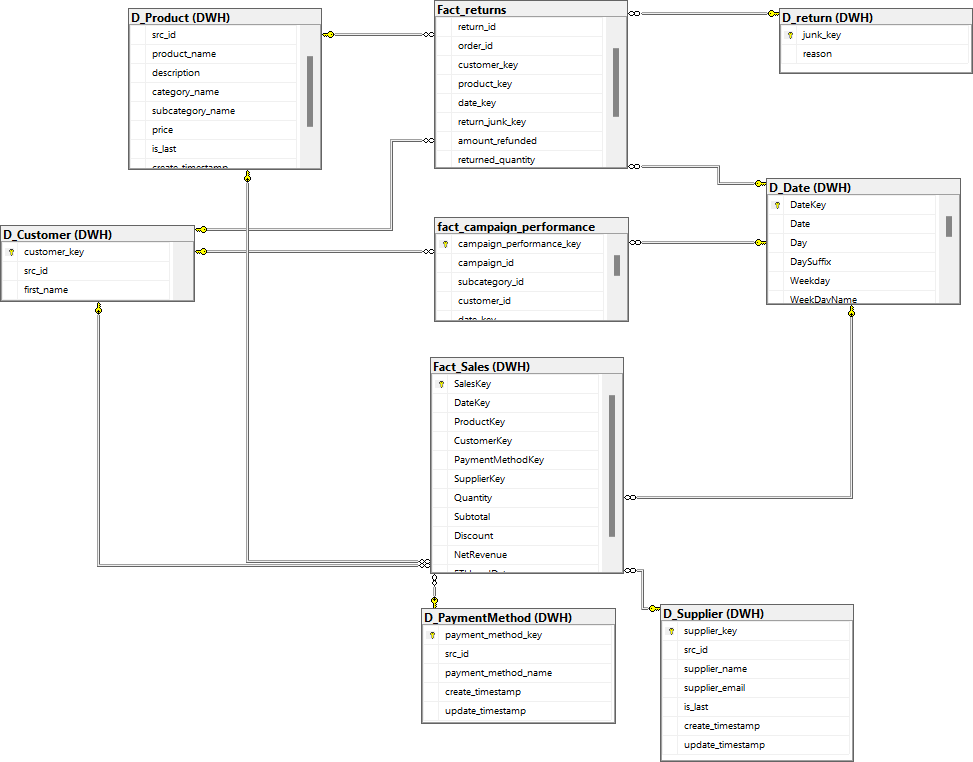 D_Product (DWH)
src_id
product_name
description
category_name
subcategory_name
price
is_last
create_timestamp
Fact_returns
return_id
order_id
customer_key
product_key
date_key
return_junk_key
amount_refunded
returned_quantity
D_return (DWH)
junk_key
reason
D_Date (DWH)
DateKey
Date
Day
DaySuffix
Weekday
WeekDayName
D_Customer (DWH)
customer_key
src_id
first_name
fact_campaign_performance
campaign_performance_key
campaign_id
subcategory_id
customer_id
date_key
Fact_Sales (DWH)
SalesKey
DateKey
ProductKey
CustomerKey
PaymentMethodKey
SupplierKey
Quantity
Subtotal
Discount
NetRevenue
D_PaymentMethod (DWH)
payment_method_key
src_id
payment_method_name
create_timestamp
update_timestamp
D_Supplier (DWH)
supplier_key
src_id
supplier_name
supplier_email
is_last
create_timestamp
update_timestamp